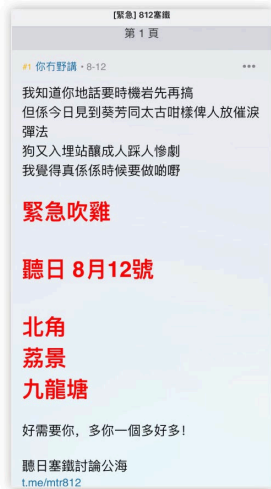 [緊急] 812塞鐵
第 1 頁
#1 你冇野講 • 8-12
我知道你地話要時機岩先再搞
但係今日見到葵芳同太古咁樣俾人放催淚
彈法
狗又入埋站釀成人踩人慘劇
我覺得真係係時候要做啲嘢
緊急吹雞
聽日 8月12號
北角
荔景
九龍塘
好需要你，多你一個多好多！
聽日塞鐵討論公海
t.me/mtr812